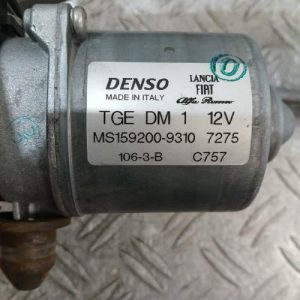 DENSO LANCIA
MADE IN ITALY FIAT
Alfa Romeo
TGE DM 1 12V
MS159200-9310 7275
106-3-B C757